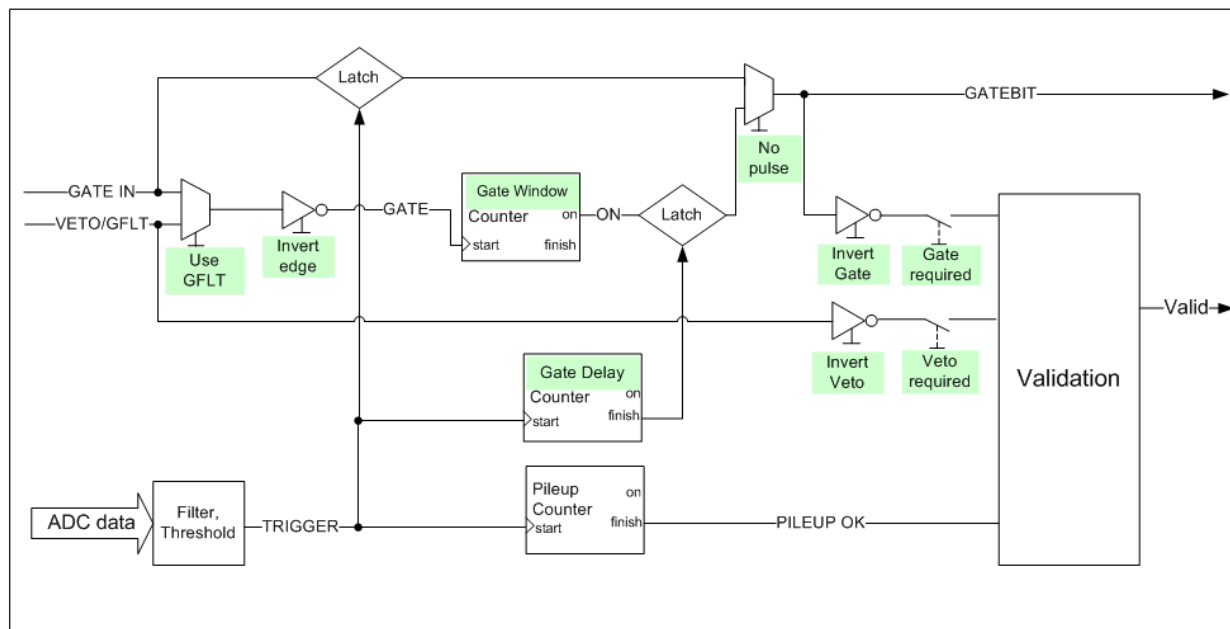 Latch
GATEBIT
No
pulse
GATE IN
VETO/GFLT
Use
GFLT
Invert
edge
GATE
Gate Window
Counter
on
start
finish
ON
Latch
Invert
Gate
Gate
required
Invert
Veto
Veto
required
Validation
Valid
Gate Delay
Counter
on
start
finish
ADC data
Filter,
Threshold
TRIGGER
Pileup
Counter
on
start
finish
PILEUP OK